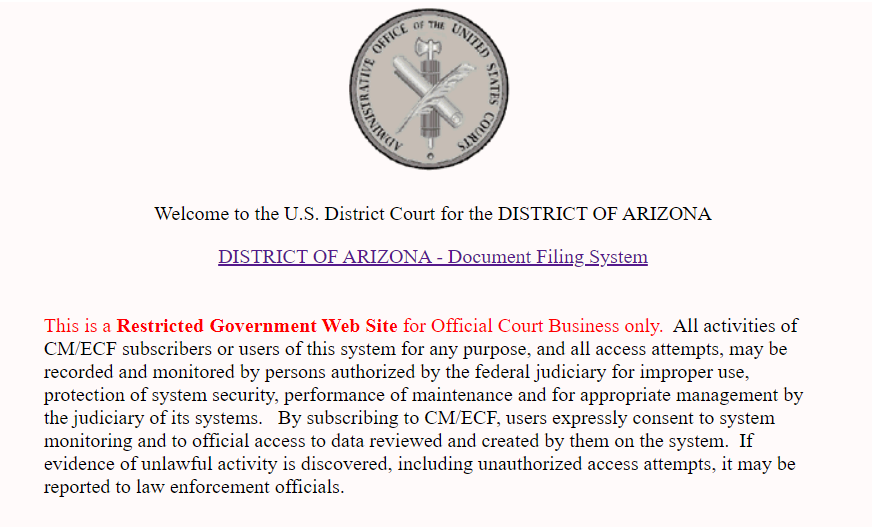 ADMINISTRATIVE OFFICE OF THE UNITED STATES COURTS
Welcome to the U.S. District Court for the DISTRICT OF ARIZONA
DISTRICT OF ARIZONA - Document Filing System
This is a Restricted Government Web Site for Official Court Business only. All activities of
CM/ECF subscribers or users of this system for any purpose, and all access attempts, may be
recorded and monitored by persons authorized by the federal judiciary for improper use,
protection of system security, performance of maintenance and for appropriate management by
the judiciary of its systems. By subscribing to CM/ECF, users expressly consent to system
monitoring and to official access to data reviewed and created by them on the system. If
evidence of unlawful activity is discovered, including unauthorized access attempts, it may be
reported to law enforcement officials.